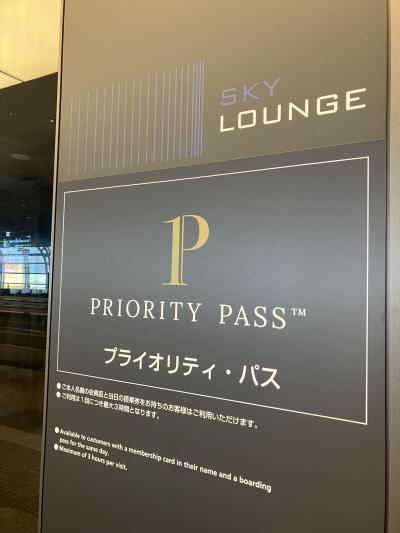 SKY
LOUNGE
PRIORITY PASS™
プライオリティ・パス
●ご本人名義の会員証と当日の搭乗券をお持ちのお客様はご利用いただけます。
●ご利用は1回につき最大3時間となります。
●Available to customers with a membership card in their name and a boarding
pass for the same day.
●Maximum of 3 hours per visit.